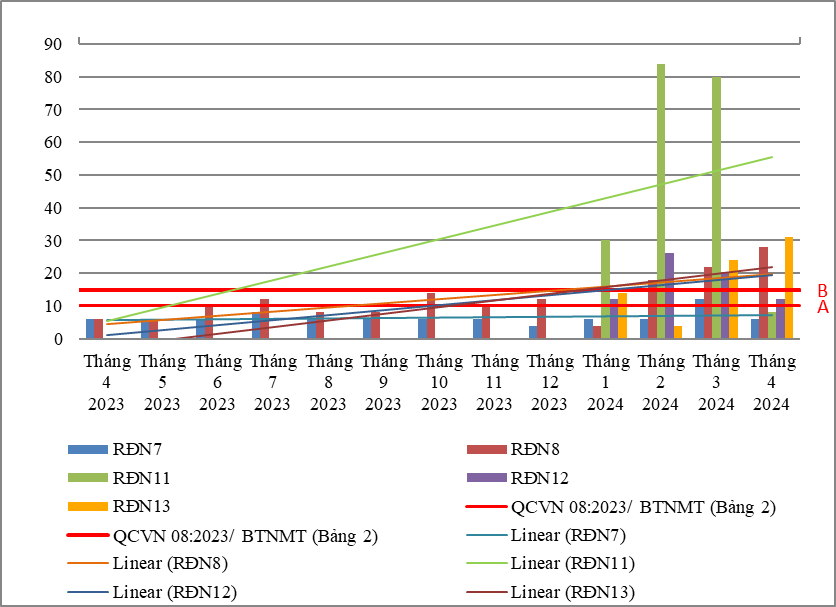 90
80
70
60
50
40
30
20
10
0
B
A
Tháng 4 2023
Tháng 5 2023
Tháng 6 2023
Tháng 7 2023
Tháng 8 2023
Tháng 9 2023
Tháng 10 2023
Tháng 11 2023
Tháng 12 2023
Tháng 1 2024
Tháng 2 2024
Tháng 3 2024
Tháng 4 2024
RĐN7
RĐN8
RĐN11
RĐN12
RĐN13
QCVN 08:2023/ BTNMT (Bảng 2)
QCVN 08:2023/ BTNMT (Bảng 2)
Linear (RĐN7)
Linear (RĐN8)
Linear (RĐN11)
Linear (RĐN12)
Linear (RĐN13)